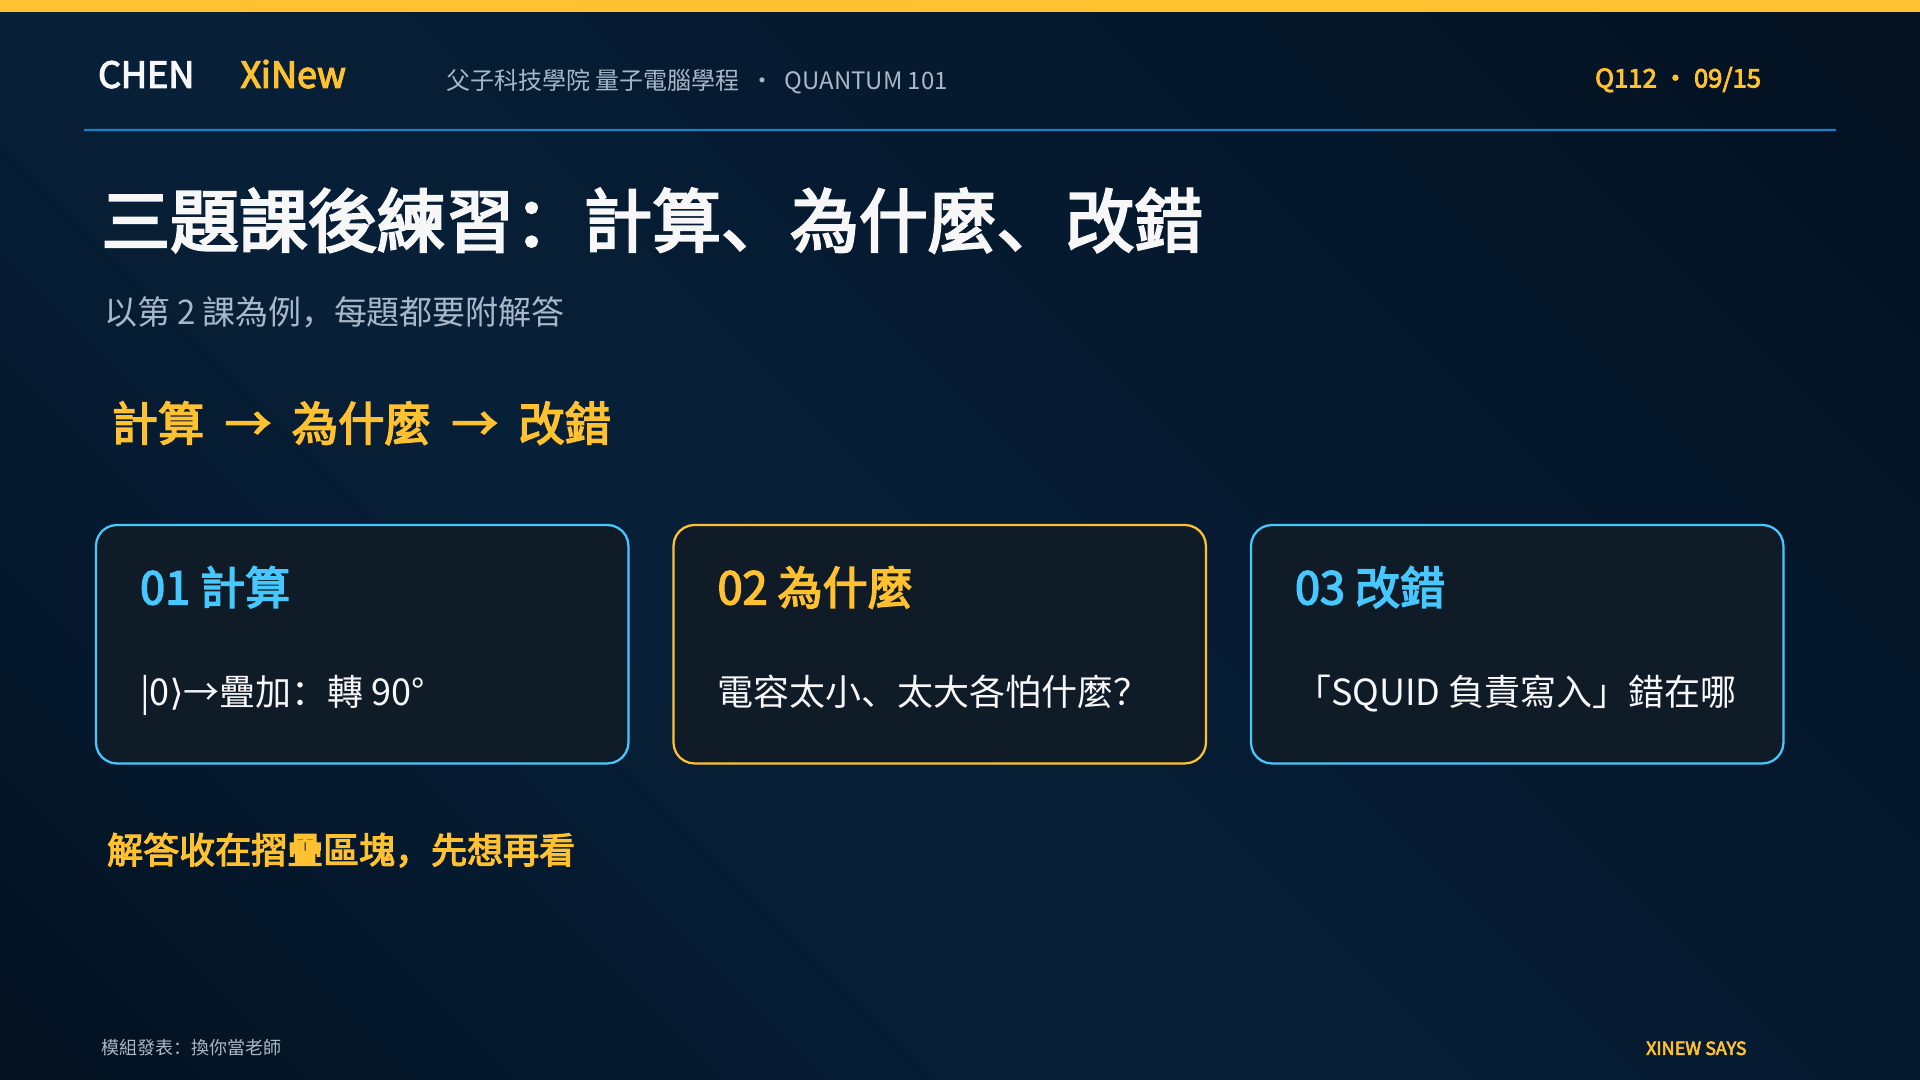 CHEN XiNew 父子科技學院 量子電腦學程 · QUANTUM 101 Q112 · 09/15
三題課後練習：計算、為什麼、改錯
以第 2 課為例，每題都要附解答
計算 → 為什麼 → 改錯
01 計算
|0⟩→疊加：轉 90°
02 為什麼
電容太小、太大各怕什麼？
03 改錯
「SQUID 負責寫入」錯在哪
解答收在摺疊區塊，先想再看
模組發表：換你當老師
XINEW SAYS